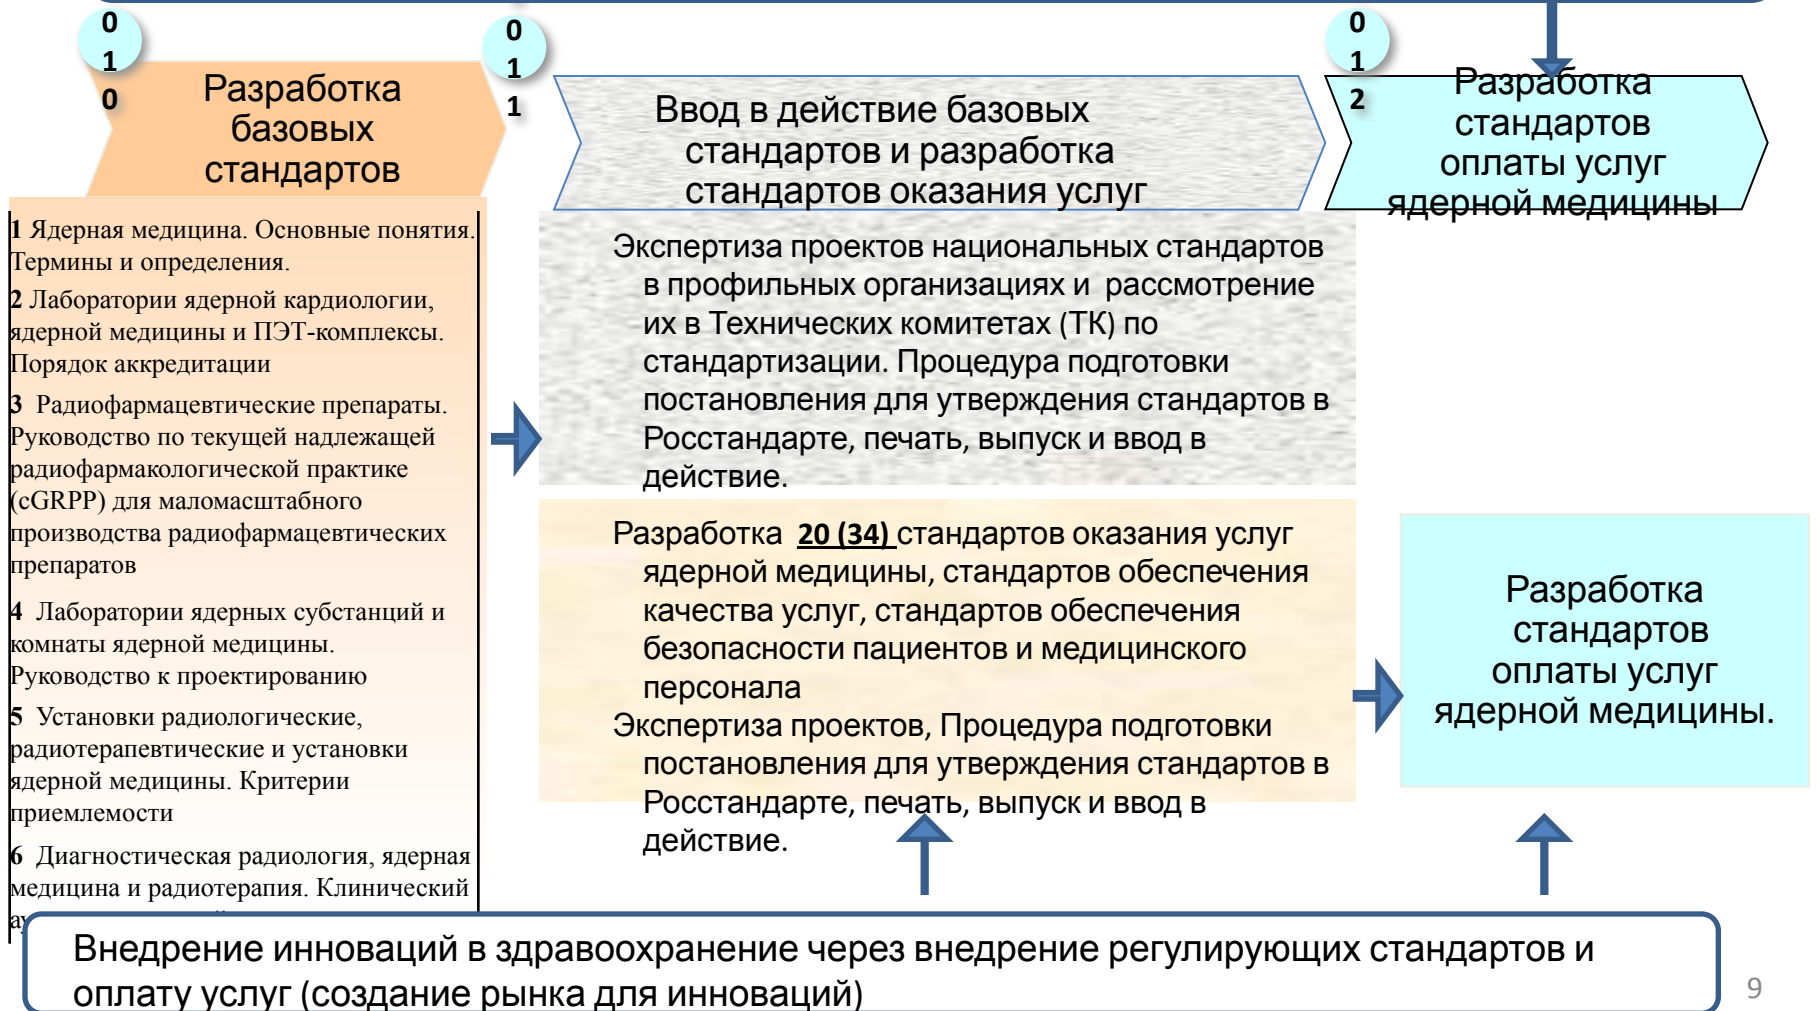 0
1
0
0
1
1
0
1
2
Разработка
базовых
стандартов
Ввод в действие базовых
стандартов и разработка
стандартов оказания услуг
Разработка
стандартов
оплаты услуг
ядерной медицины
1 Ядерная медицина. Основные понятия.
Термины и определения.
2 Лаборатории ядерной кардиологии,
ядерной медицины и ПЭТ-комплексы.
Порядок аккредитации
3 Радиофармацевтические препараты.
Руководство по текущей надлежащей
радиофармакологической практике
(cGRPP) для маломасштабного
производства радиофармацевтических
препаратов
4 Лаборатории ядерных субстанций и
комнаты ядерной медицины.
Руководство к проектированию
5 Установки радиологические,
радиотерапевтические и установки
ядерной медицины. Критерии
приемлемости
6 Диагностическая радиология, ядерная
медицина и радиотерапия. Клинический
Экспертиза проектов национальных стандартов
в профильных организациях и рассмотрение
их в Технических комитетах (ТК) по
стандартизации. Процедура подготовки
постановления для утверждения стандартов в
Росстандарте, печать, выпуск и ввод в
действие.
Разработка 20 (34) стандартов оказания услуг
ядерной медицины, стандартов обеспечения
качества услуг, стандартов обеспечения
безопасности пациентов и медицинского
персонала
Экспертиза проектов, Процедура подготовки
постановления для утверждения стандартов в
Росстандарте, печать, выпуск и ввод в
действие.
Разработка
стандартов
оплаты услуг
ядерной медицины.
Внедрение инноваций в здравоохранение через внедрение регулирующих стандартов и
оплату услуг (создание рынка для инноваций)
9